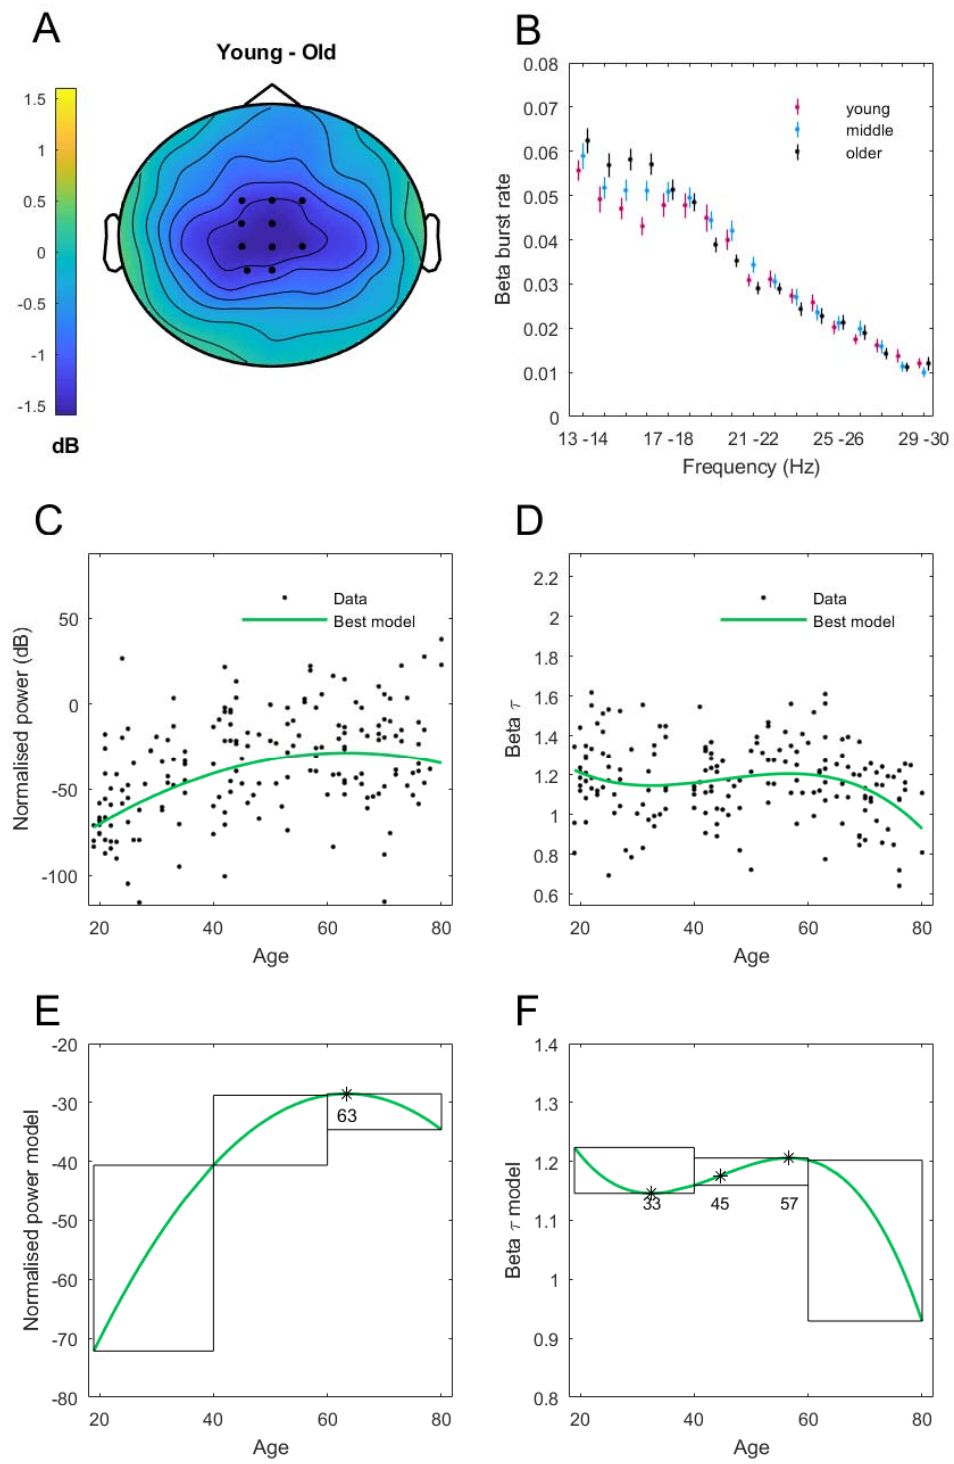 A
Young - Old
1.5
1
0.5
0
-0.5
-1
-1.5
dB
B
0.08
0.07
0.06
0.05
0.04
0.03
0.02
0.01
0
Beta burst rate
young
middle
older
13 -14
17 -18
21 -22
25 -26
29 -30
Frequency (Hz)
C
50
0
-50
-100
Normalised power (dB)
Data
Best model
20
40
60
80
Age
D
2.2
2
1.8
1.6
1.4
1.2
1
0.8
0.6
Beta τ
Data
Best model
20
40
60
80
Age
E
-20
-30
-40
-50
-60
-70
-80
Normalised power model
63
20
40
60
80
Age
F
1.4
1.3
1.2
1.1
1
0.9
0.8
Beta τ model
33
45
57
20
40
60
80
Age